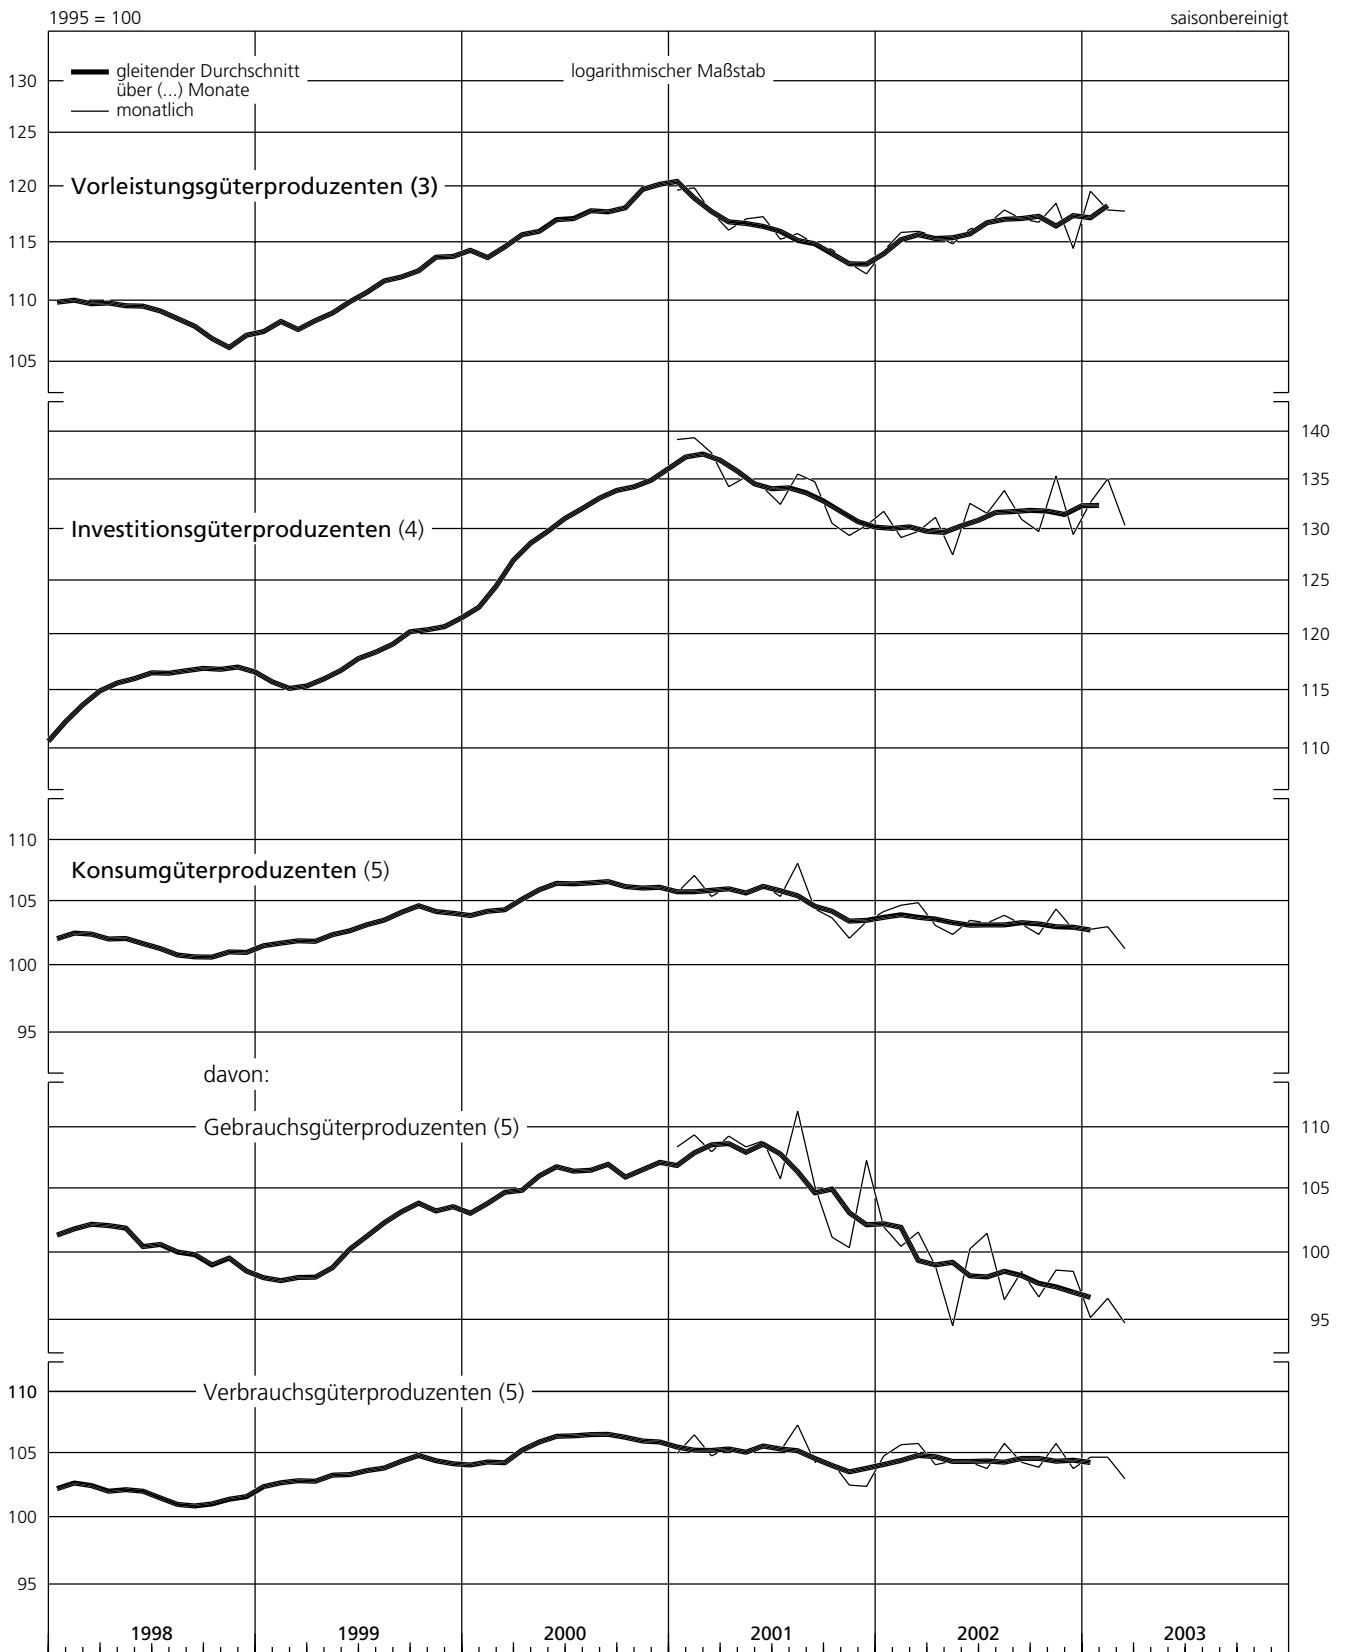 1995 = 100
saisonbereinigt
gleitender Durchschnitt
über (...) Monate
monatlich
logarithmischer Maßstab
130
125
120
115
110
105
Vorleistungsgüterproduzenten (3)
140
135
130
125
120
115
110
Investitionsgüterproduzenten (4)
110
105
100
95
Konsumgüterproduzenten (5)
davon:
Gebrauchsgüterproduzenten (5)
110
105
100
95
Verbrauchsgüterproduzenten (5)
110
105
100
95
1998 1999 2000 2001 2002 2003